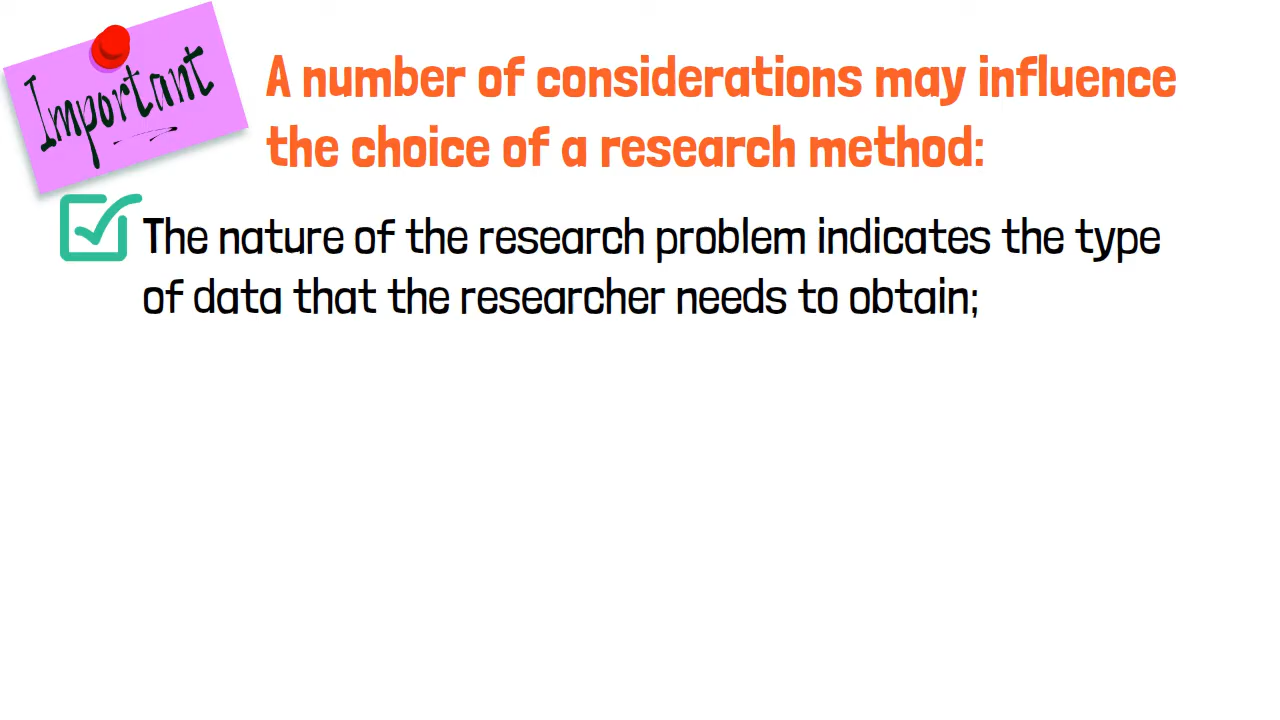 Important
A number of considerations may influence
the choice of a research method:
The nature of the research problem indicates the type
of data that the researcher needs to obtain;